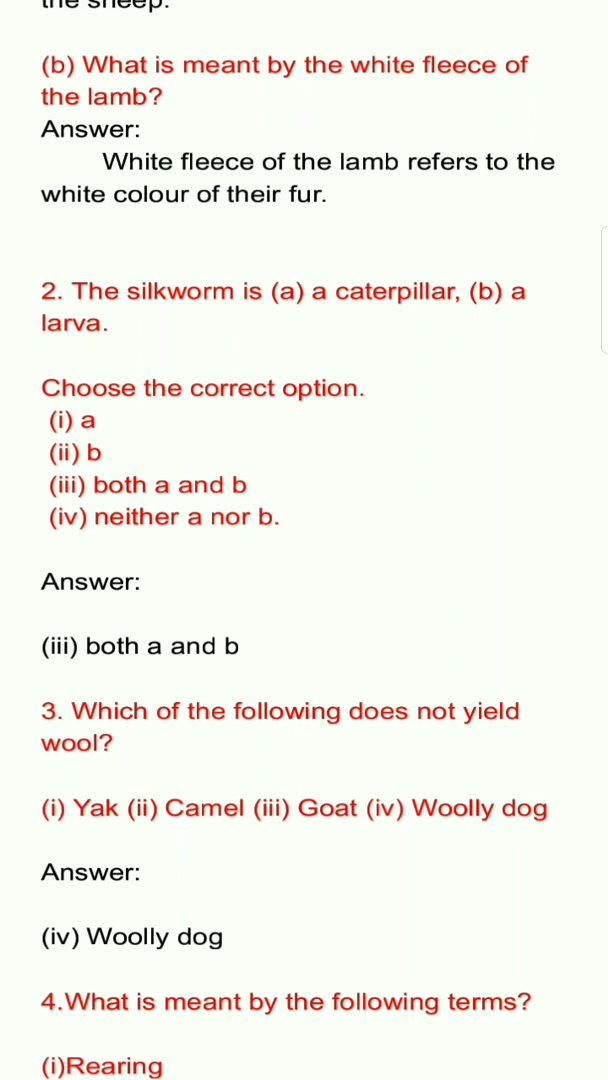 the sheep.
(b) What is meant by the white fleece of
the lamb?
Answer:
White fleece of the lamb refers to the
white colour of their fur.
2. The silkworm is (a) a caterpillar, (b) a
larva.
Choose the correct option.
(i) a
(ii) b
(iii) both a and b
(iv) neither a nor b.
Answer:
(iii) both a and b
3. Which of the following does not yield
wool?
(i) Yak (ii) Camel (iii) Goat (iv) Woolly dog
Answer:
(iv) Woolly dog
4.What is meant by the following terms?
(i)Rearing